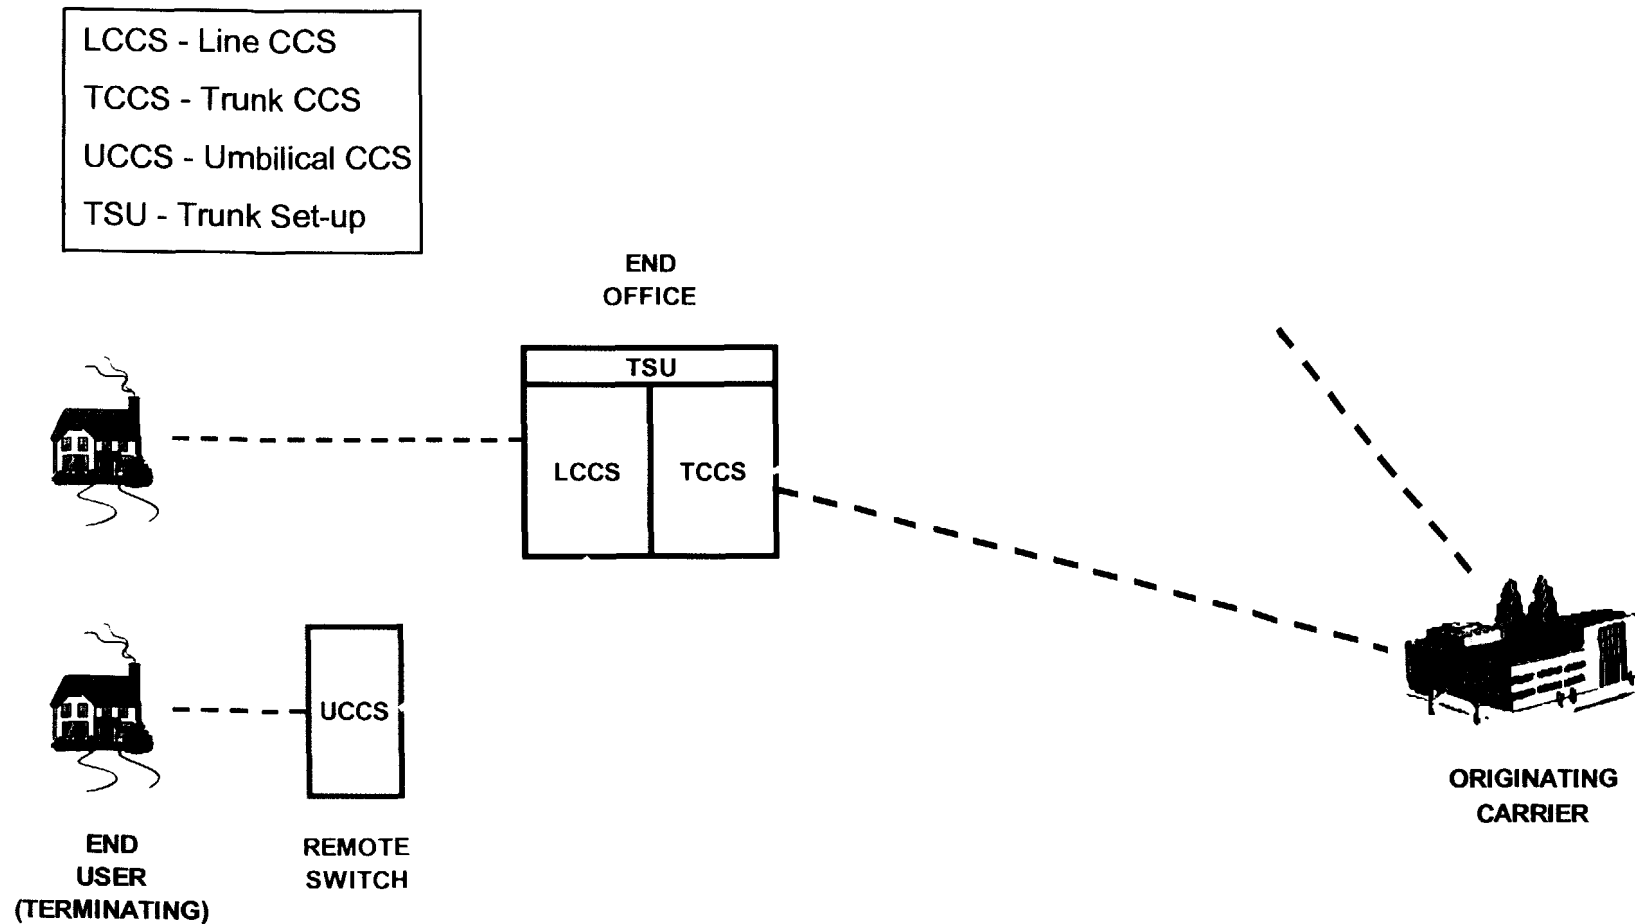 LCCS - Line CCS
TCCS - Trunk CCS
UCCS - Umbilical CCS
TSU - Trunk Set-up
END
OFFICE
TSU
LCCS
TCCS
UCCS
END
USER
(TERMINATING)
REMOTE
SWITCH
ORIGINATING
CARRIER